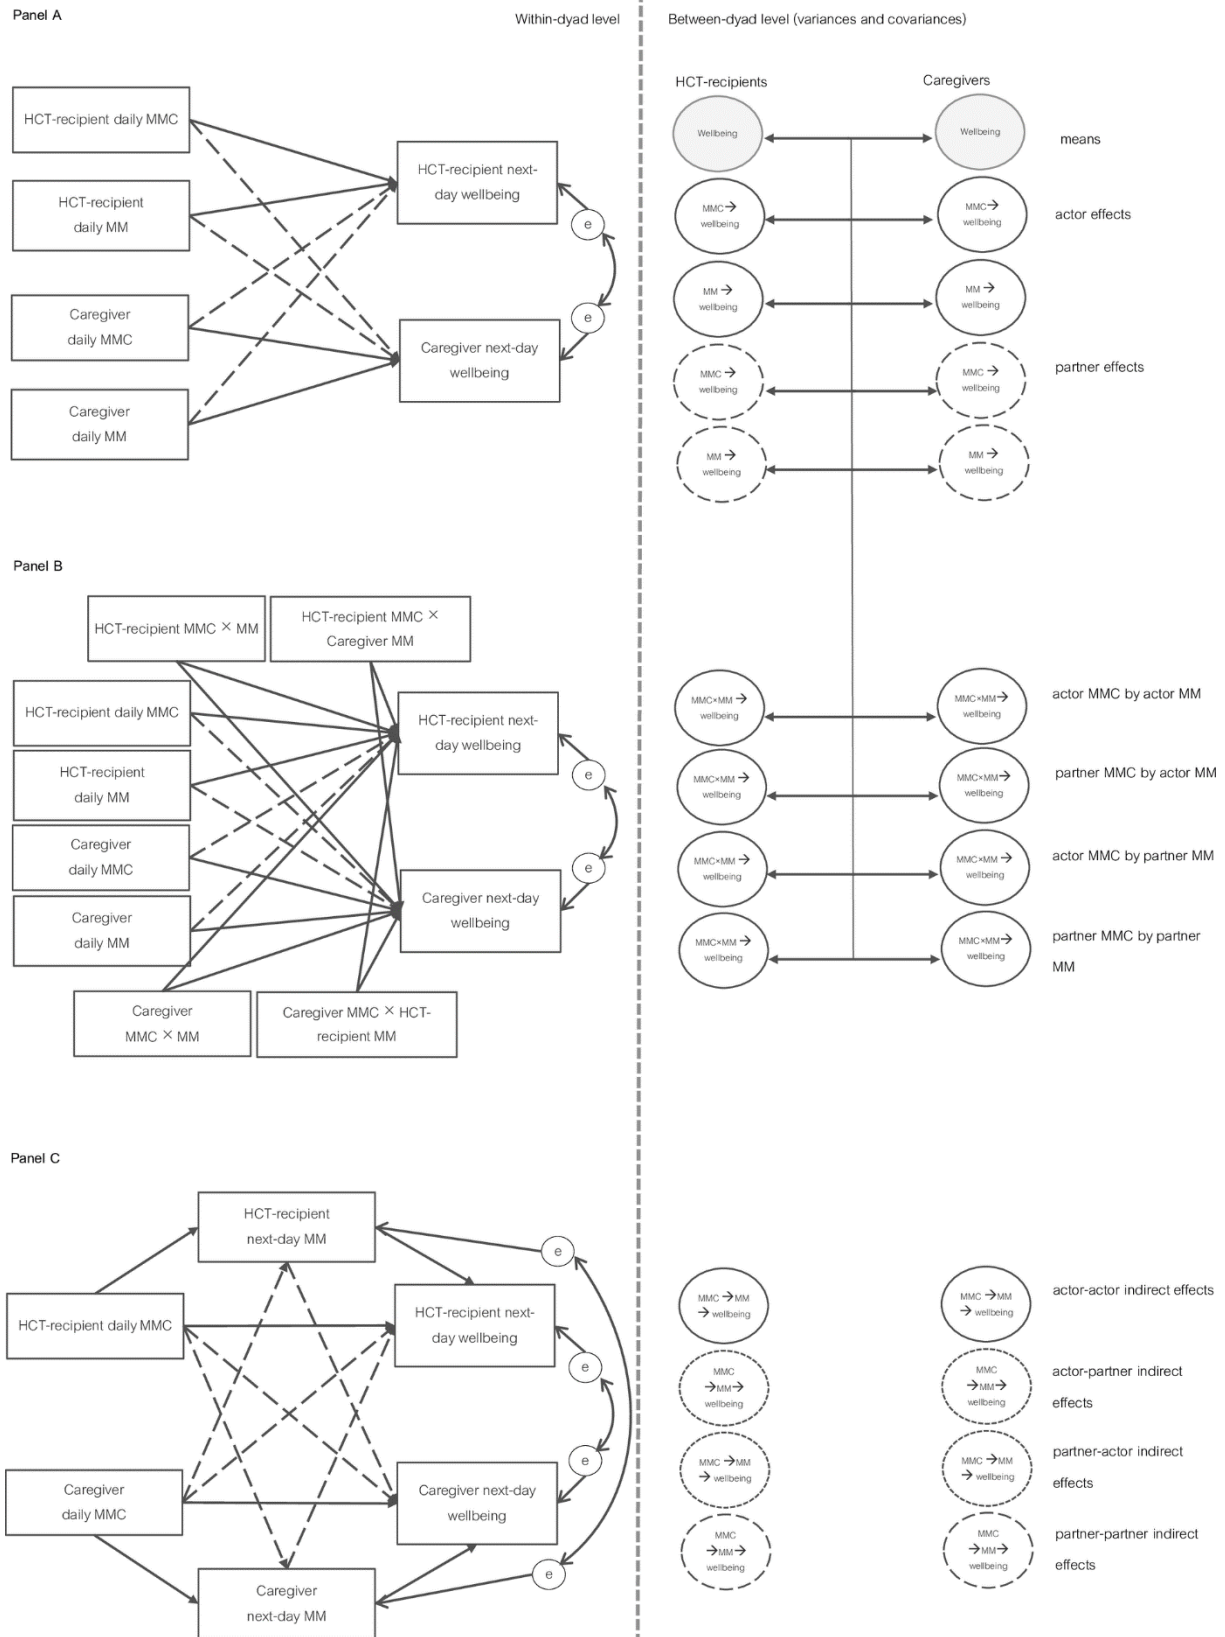 Panel A
Within-dyad level
Between-dyad level (variances and covariances)
HCT-recipients
Caregivers
HCT-recipient daily MMC
HCT-recipient
daily MM
Caregiver
daily MMC
Caregiver
daily MM
HCT-recipient next-
day wellbeing
Caregiver next-day
wellbeing
e
e
Wellbeing
Wellbeing
means
MMC→
wellbeing
MMC→
wellbeing
actor effects
MM →
wellbeing
MM →
wellbeing
MMC→
wellbeing
MMC→
wellbeing
partner effects
MM →
wellbeing
MM →
wellbeing
Panel B
HCT-recipient MMC × MM
HCT-recipient MMC ×
Caregiver MM
HCT-recipient daily MMC
HCT-recipient
daily MM
Caregiver
daily MMC
Caregiver
daily MM
Caregiver
MMC × MM
Caregiver MMC × HCT-
recipient MM
HCT-recipient next-
day wellbeing
Caregiver next-day
wellbeing
e
e
MMC×MM →
wellbeing
MMC×MM→
wellbeing
actor MMC by actor MM
MMC×MM →
wellbeing
MMC×MM→
wellbeing
partner MMC by actor MM
MMC×MM →
wellbeing
MMC×MM→
wellbeing
actor MMC by partner MM
MMC×MM →
wellbeing
MMC×MM→
wellbeing
partner MMC by partner
MM
Panel C
HCT-recipient
next-day MM
HCT-recipient daily MMC
HCT-recipient next-
day wellbeing
Caregiver
daily MMC
Caregiver next-day
wellbeing
Caregiver
next-day MM
e
e
e
e
MMC →MM
→ wellbeing
MMC →MM
→ wellbeing
actor-actor indirect effects
MMC
→MM→
wellbeing
MMC
→MM→
wellbeing
actor-partner indirect
effects
MMC →MM
→ wellbeing
MMC →MM
→ wellbeing
partner-actor indirect
effects
MMC
→MM→
wellbeing
MMC
→MM→
wellbeing
partner-partner indirect
effects